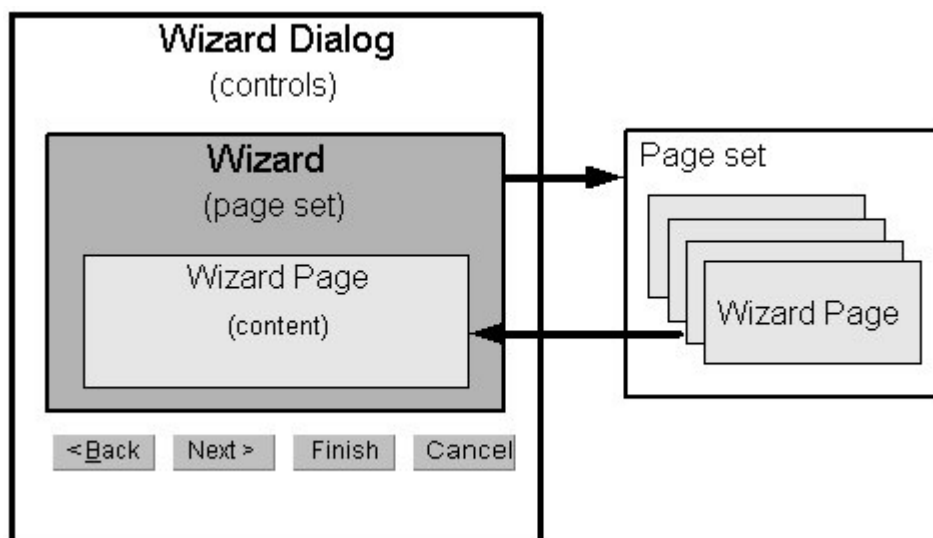 Wizard Dialog
(controls)
Wizard
(page set)
Wizard Page
(content)
< Back
Next >
Finish
Cancel
Page set
Wizard Page